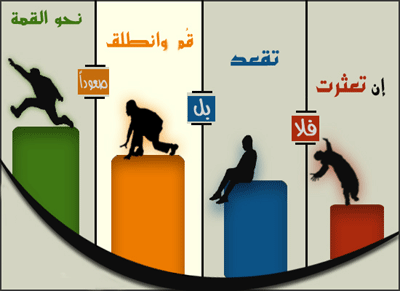 إن تعثرت
فلا
تقعد
بل
قم وانطلق
صعوداً
نحو القمة